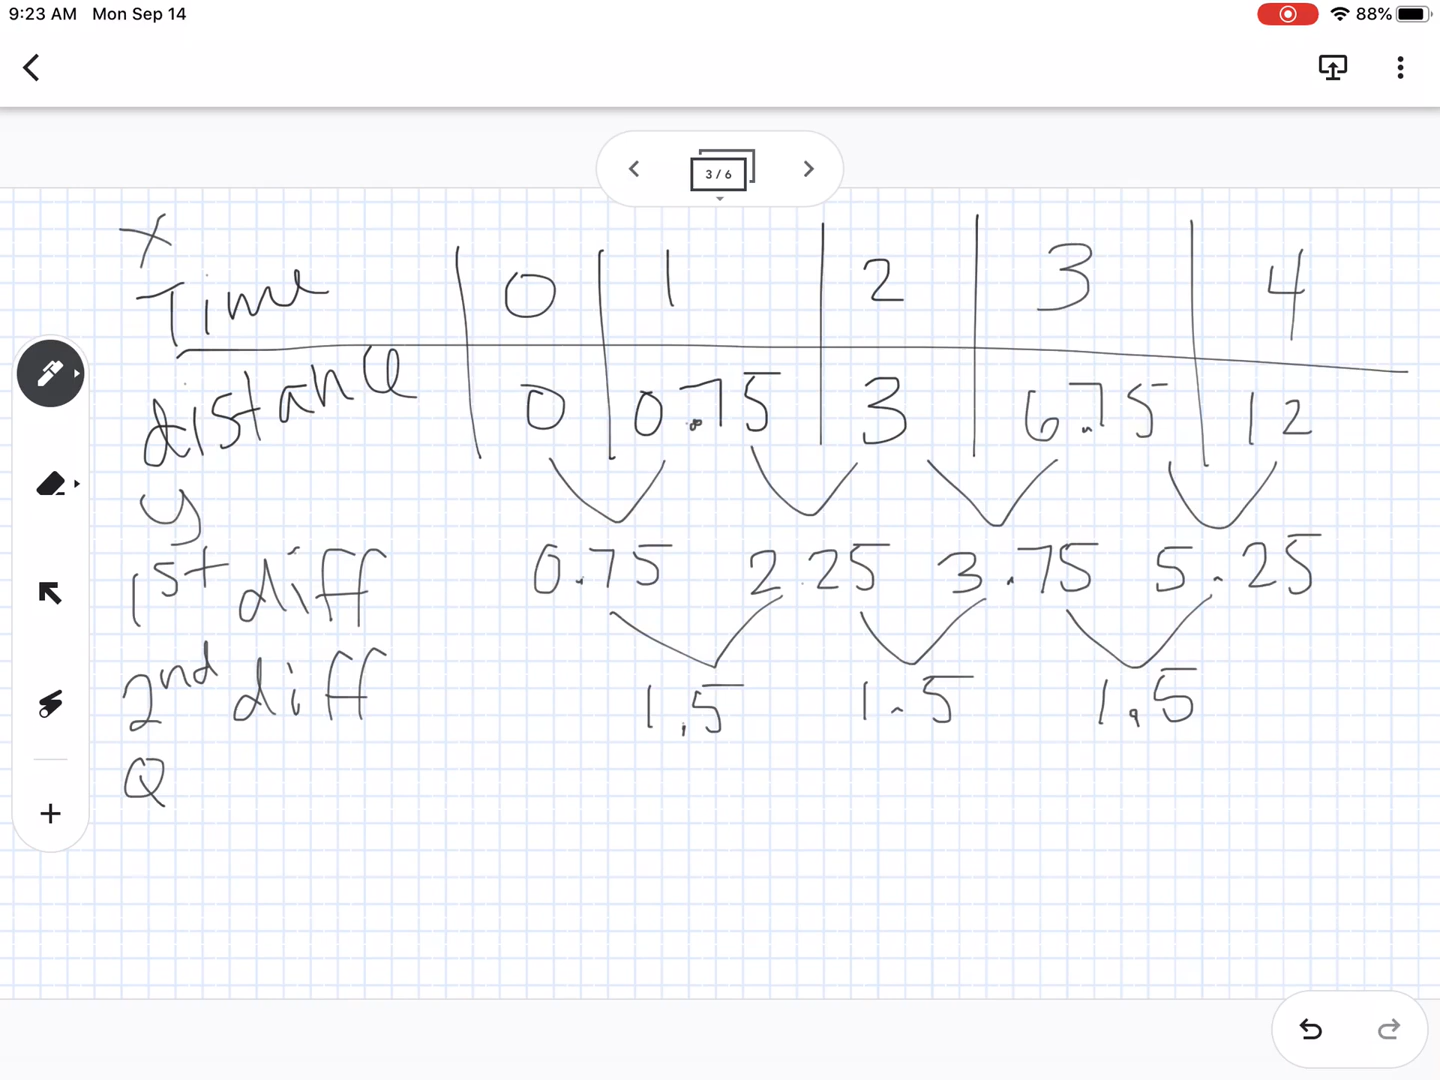 9:23 AM Mon Sep 14 88%
3 / 6
x
Time 0 1 2 3 4
distance 0 0.75 3 6.75 12
y
1st diff 0.75 2.25 3.75 5.25
2nd diff 1.5 1.5 1.5
Q